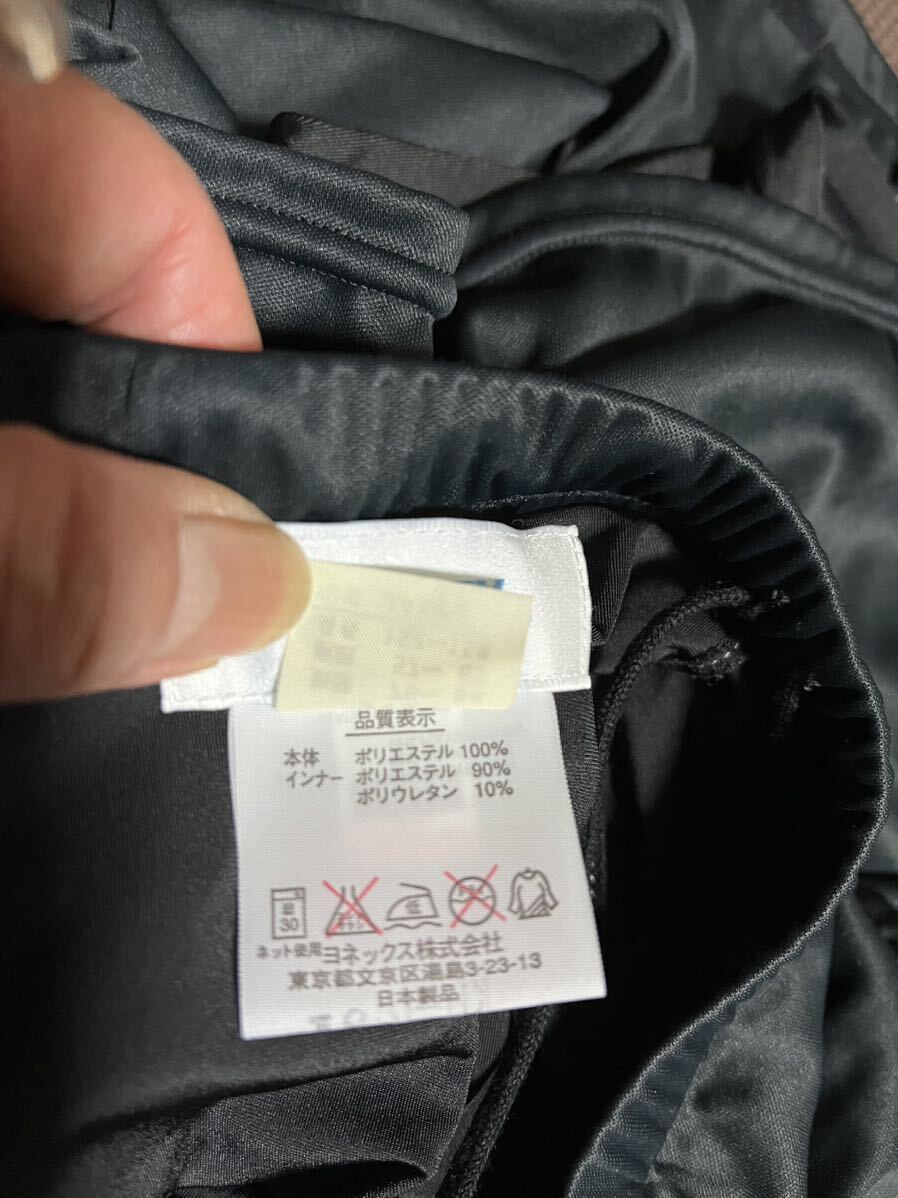 品質表示
本体 ポリエステル 100%
インナー ポリエステル 90%
ポリウレタン 10%
30
ネット使用
ヨネックス株式会社
東京都文京区湯島3-23-13
日本製品